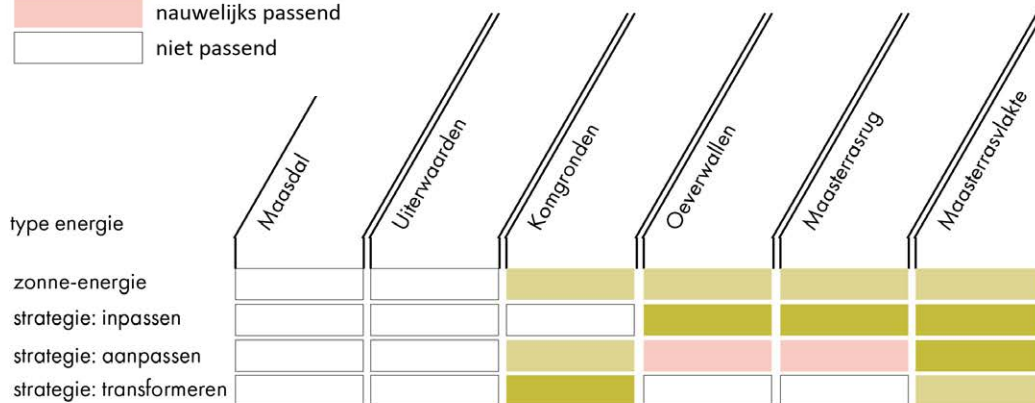 nauwelijks passend
niet passend
Maasdal
Uiterwaarden
Komgronden
Oeverwallen
Maasterrasrug
Maasterrasvlakte
type energie
zonne-energie
strategie: inpassen
strategie: aanpassen
strategie: transformeren